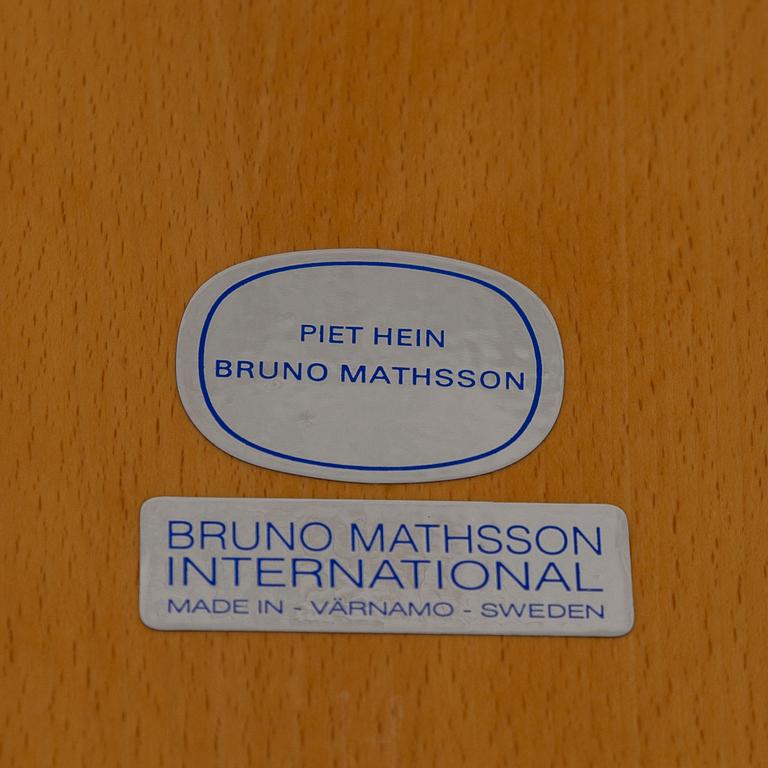 PIET HEIN
BRUNO MATHSSON
BRUNO MATHSSON
INTERNATIONAL
MADE IN - VÄRNAMO - SWEDEN